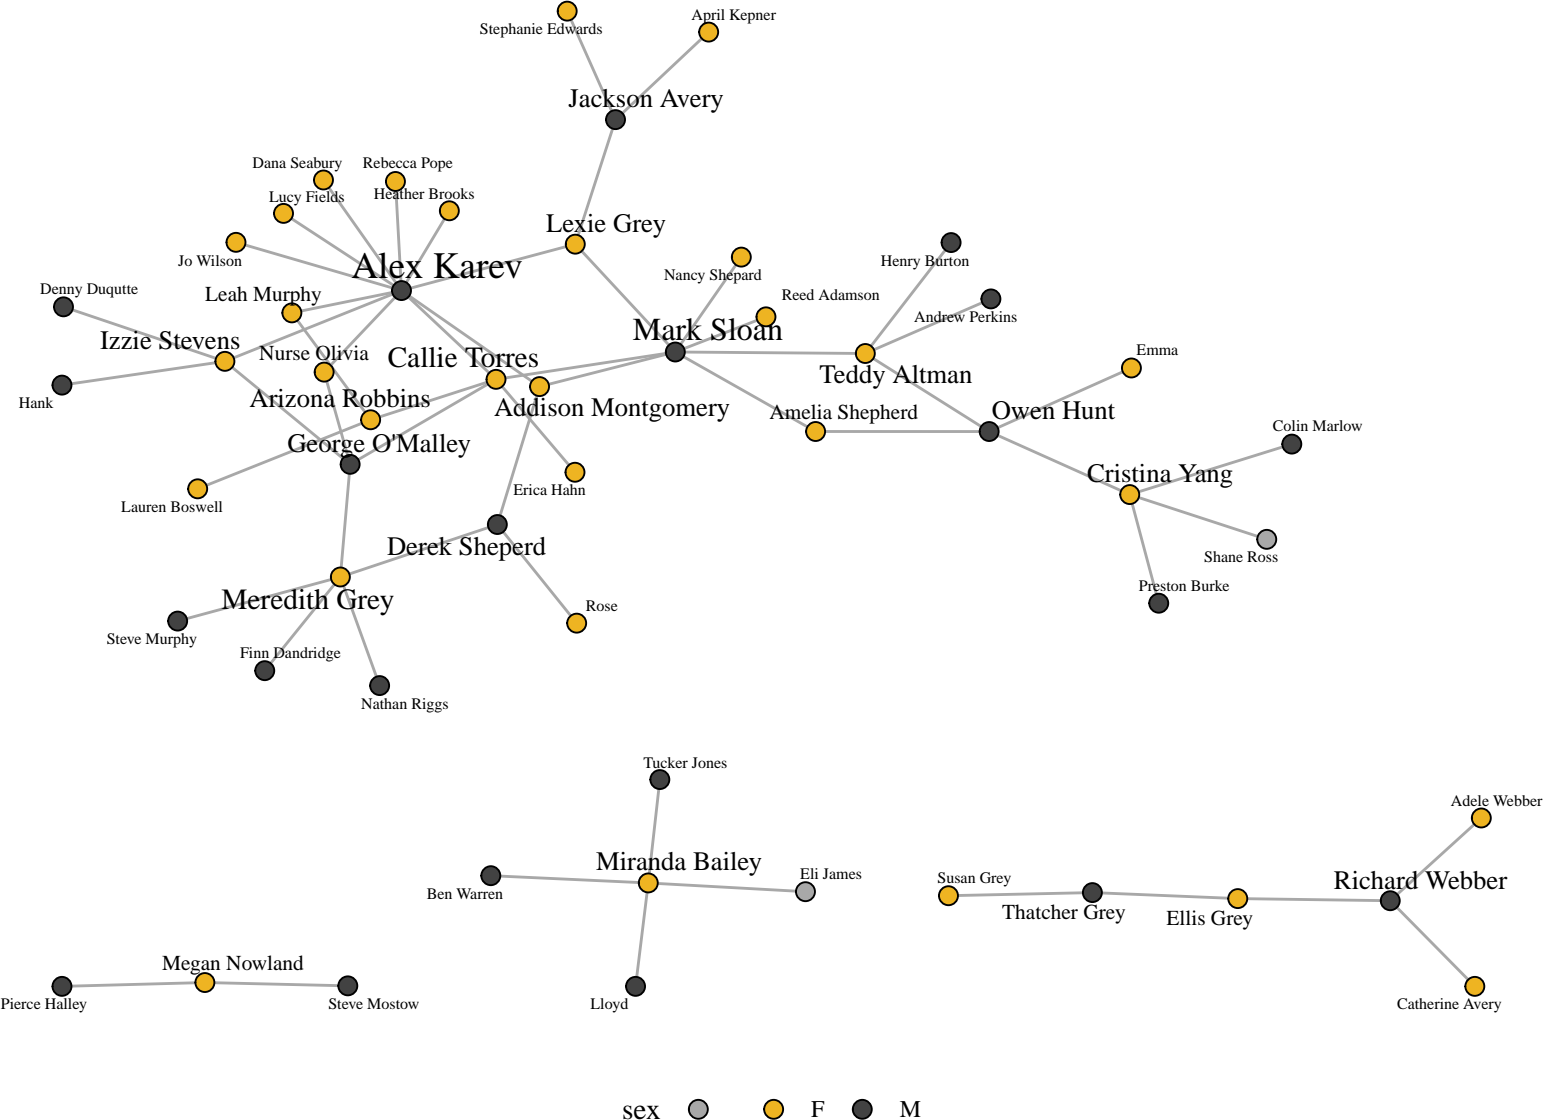 Stephanie Edwards
April Kepner
Jackson Avery
Dana Seabury
Rebecca Pope
Lucy Fields
Heather Brooks
Lexie Grey
Jo Wilson
Alex Karev
Nancy Shepard
Henry Burton
Denny Duqutte
Leah Murphy
Reed Adamson
Andrew Perkins
Izzie Stevens
Nurse Olivia
Callie Torres
Mark Sloan
Emma
Teddy Altman
Hank
Arizona Robbins
Addison Montgomery
Amelia Shepherd
Owen Hunt
Colin Marlow
George O'Malley
Cristina Yang
Erica Hahn
Lauren Boswell
Derek Sheperd
Shane Ross
Preston Burke
Meredith Grey
Rose
Steve Murphy
Finn Dandridge
Nathan Riggs
Tucker Jones
Adele Webber
Miranda Bailey
Eli James
Ben Warren
Susan Grey
Richard Webber
Thatcher Grey
Ellis Grey
Megan Nowland
Pierce Halley
Steve Mostow
Lloyd
Catherine Avery
sex F M